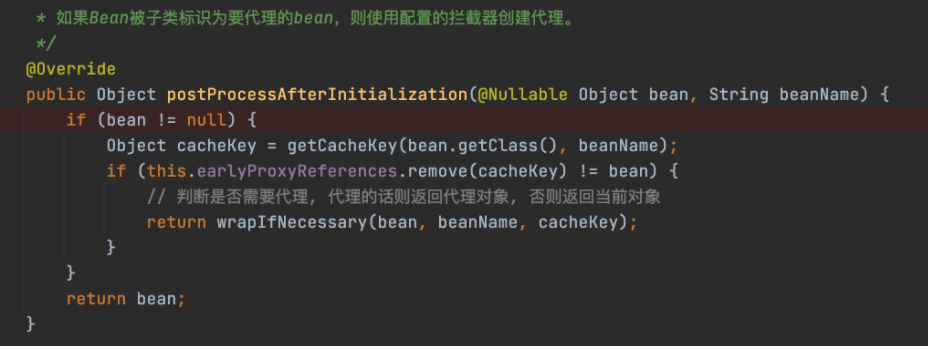 * 如果Bean被子类标识为要代理的bean，则使用配置的拦截器创建代理。
*/
@Override
public Object postProcessAfterInitialization(@Nullable Object bean, String beanName) {
if (bean != null) {
Object cacheKey = getCacheKey(bean.getClass(), beanName);
if (this.earlyProxyReferences.remove(cacheKey) != bean) {
// 判断是否需要代理, 代理的话则返回代理对象, 否则返回当前对象
return wrapIfNecessary(bean, beanName, cacheKey);
}
}
return bean;
}